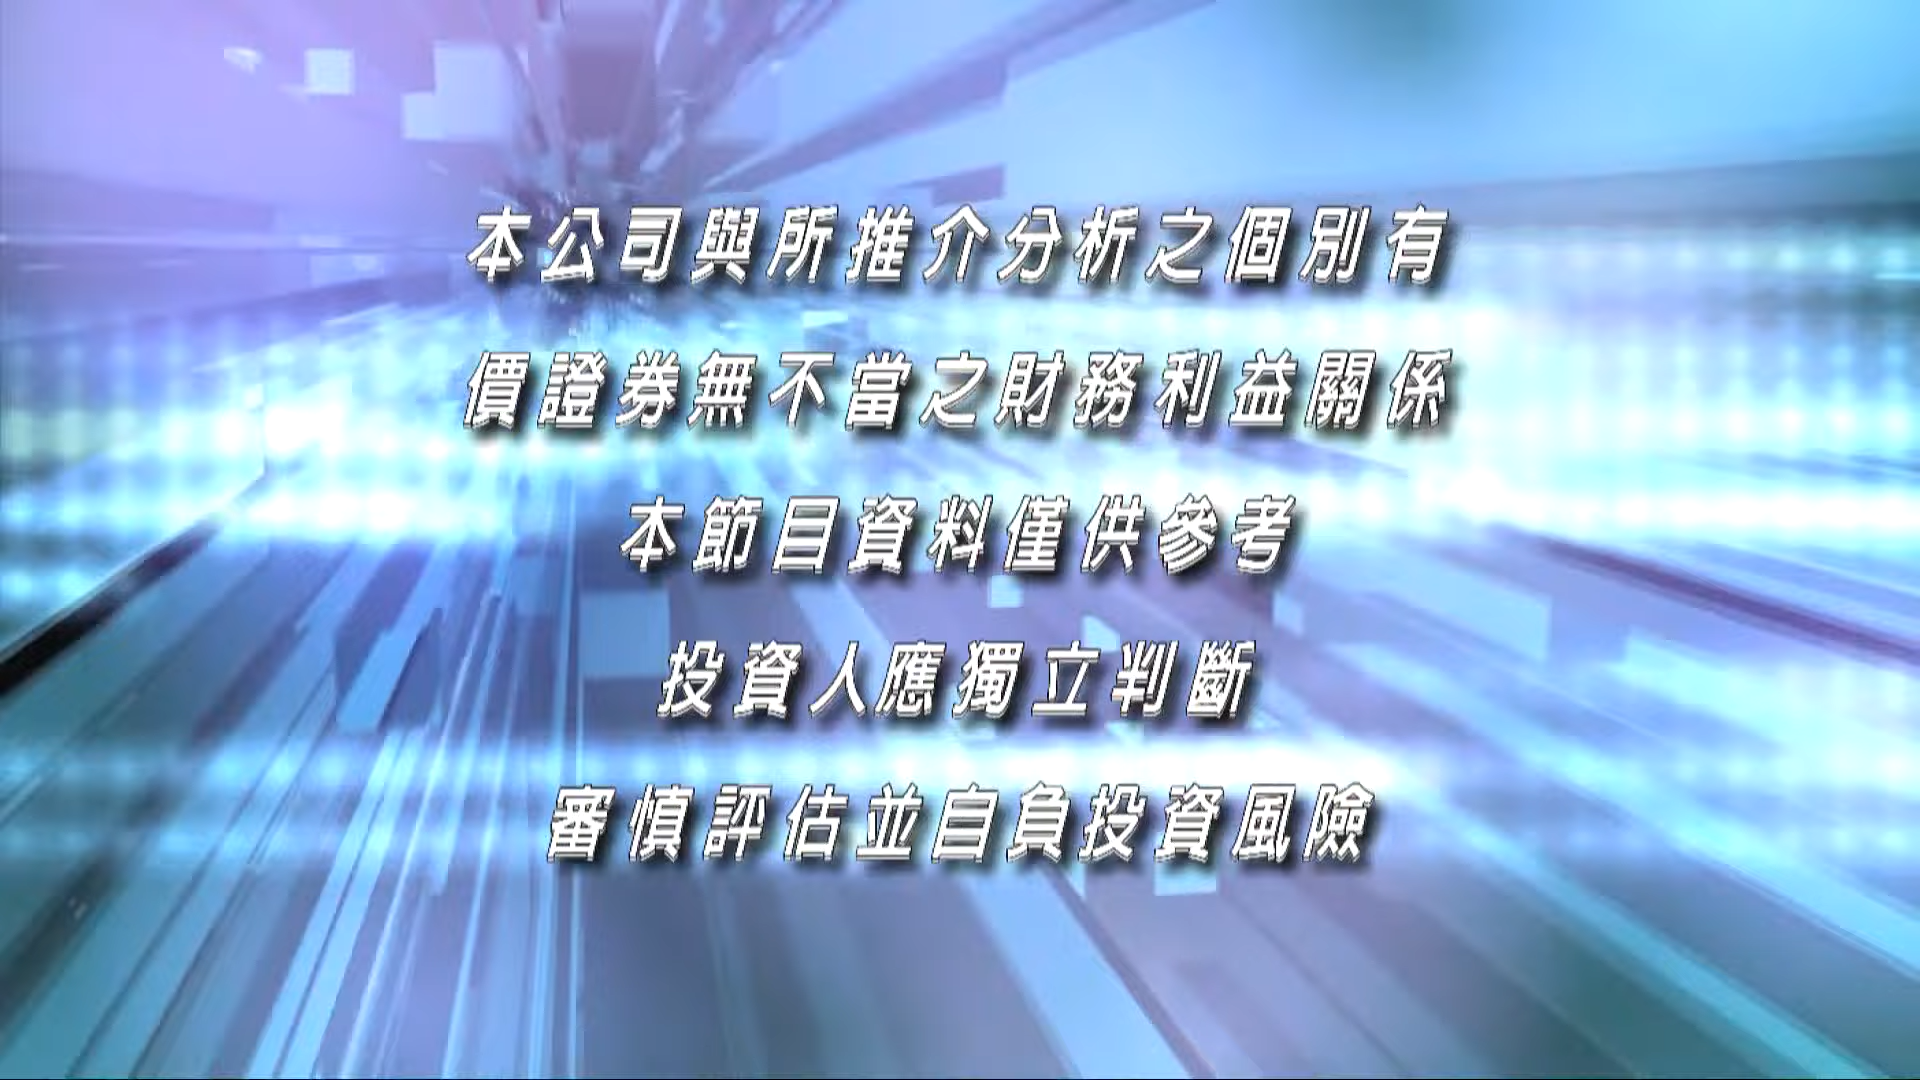 本公司與所推介分析之個別有
價證券無不當之財務利益關係
本節目資料僅供參考
投資人應獨立判斷
審慎評估並自負投資風險